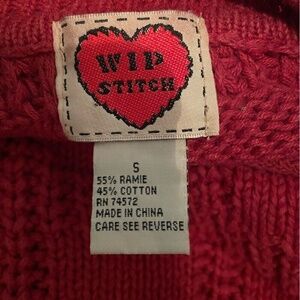 WIP
STITCH
S
55% RAMIE
45% COTTON
RN 74572
MADE IN CHINA
CARE SEE REVERSE